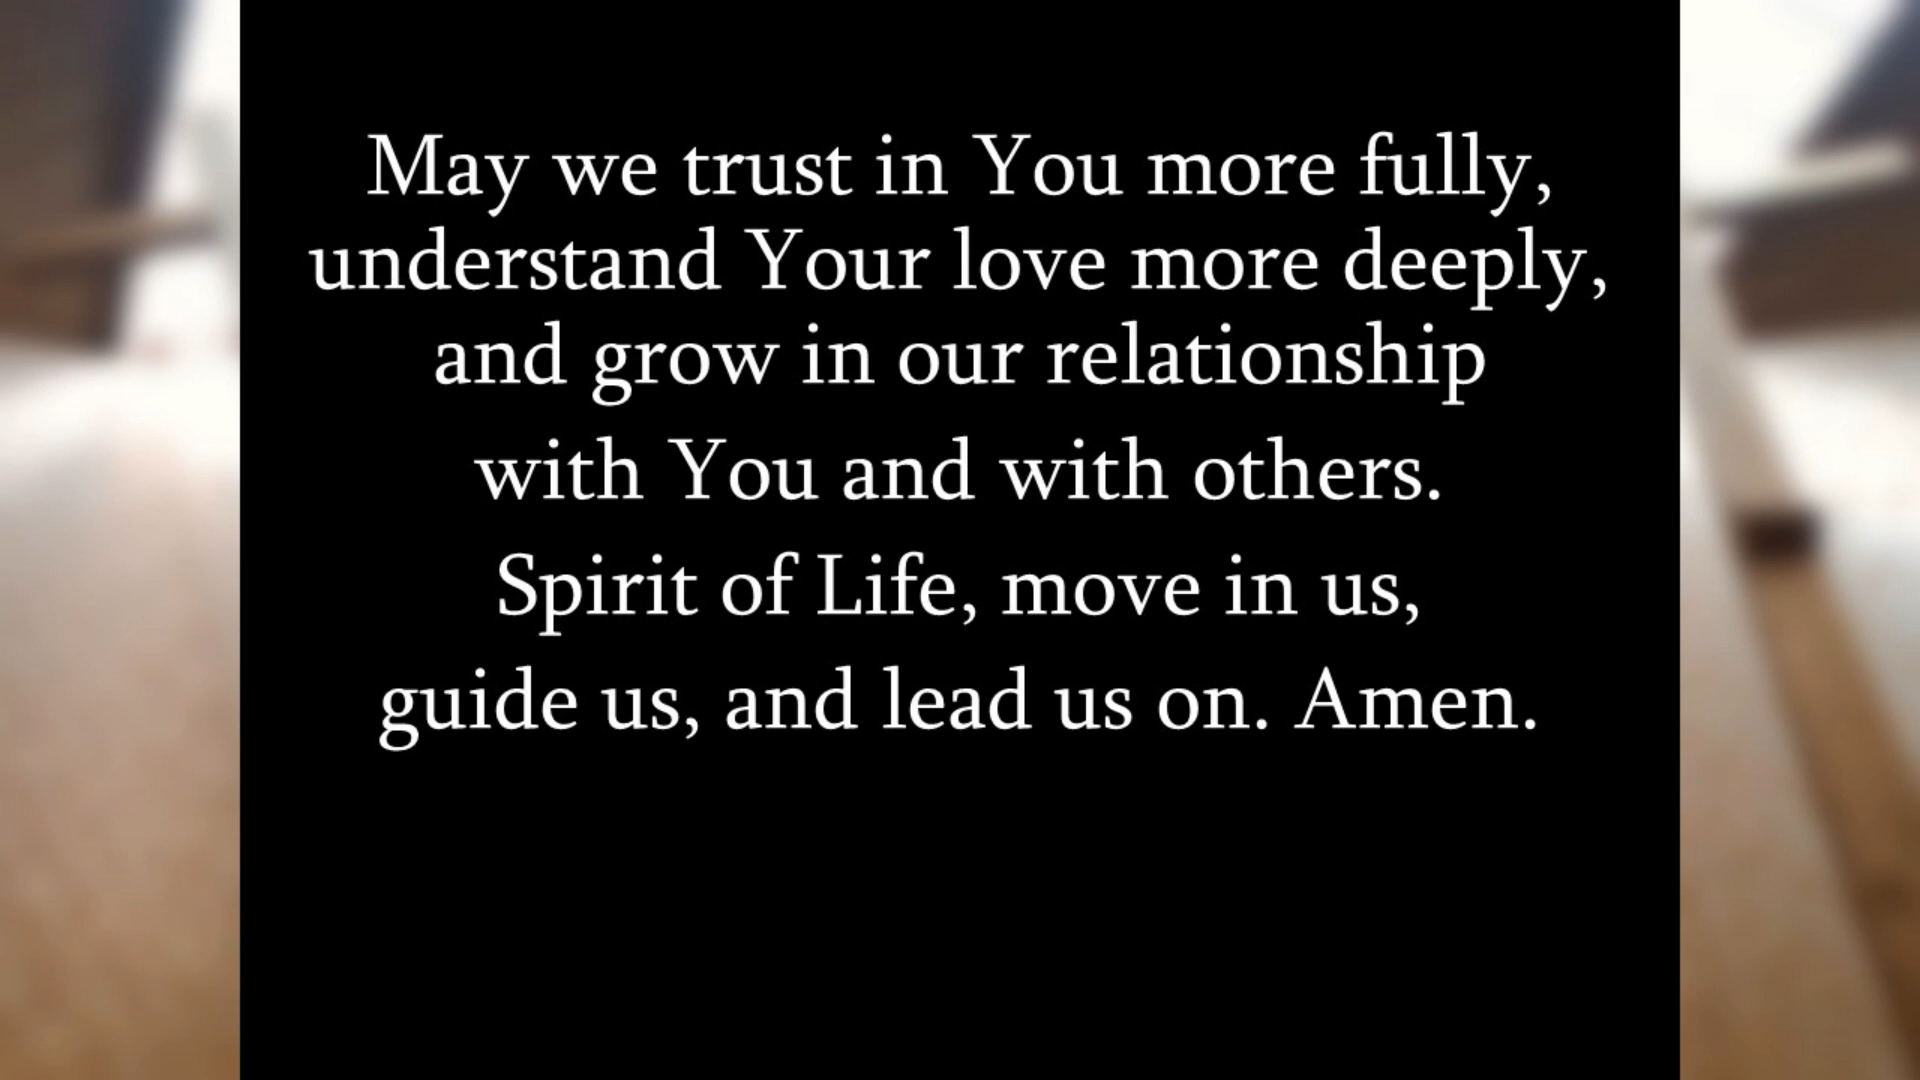 May we trust in You more fully,
understand Your love more deeply,
and grow in our relationship
with You and with others.
Spirit of Life, move in us,
guide us, and lead us on. Amen.